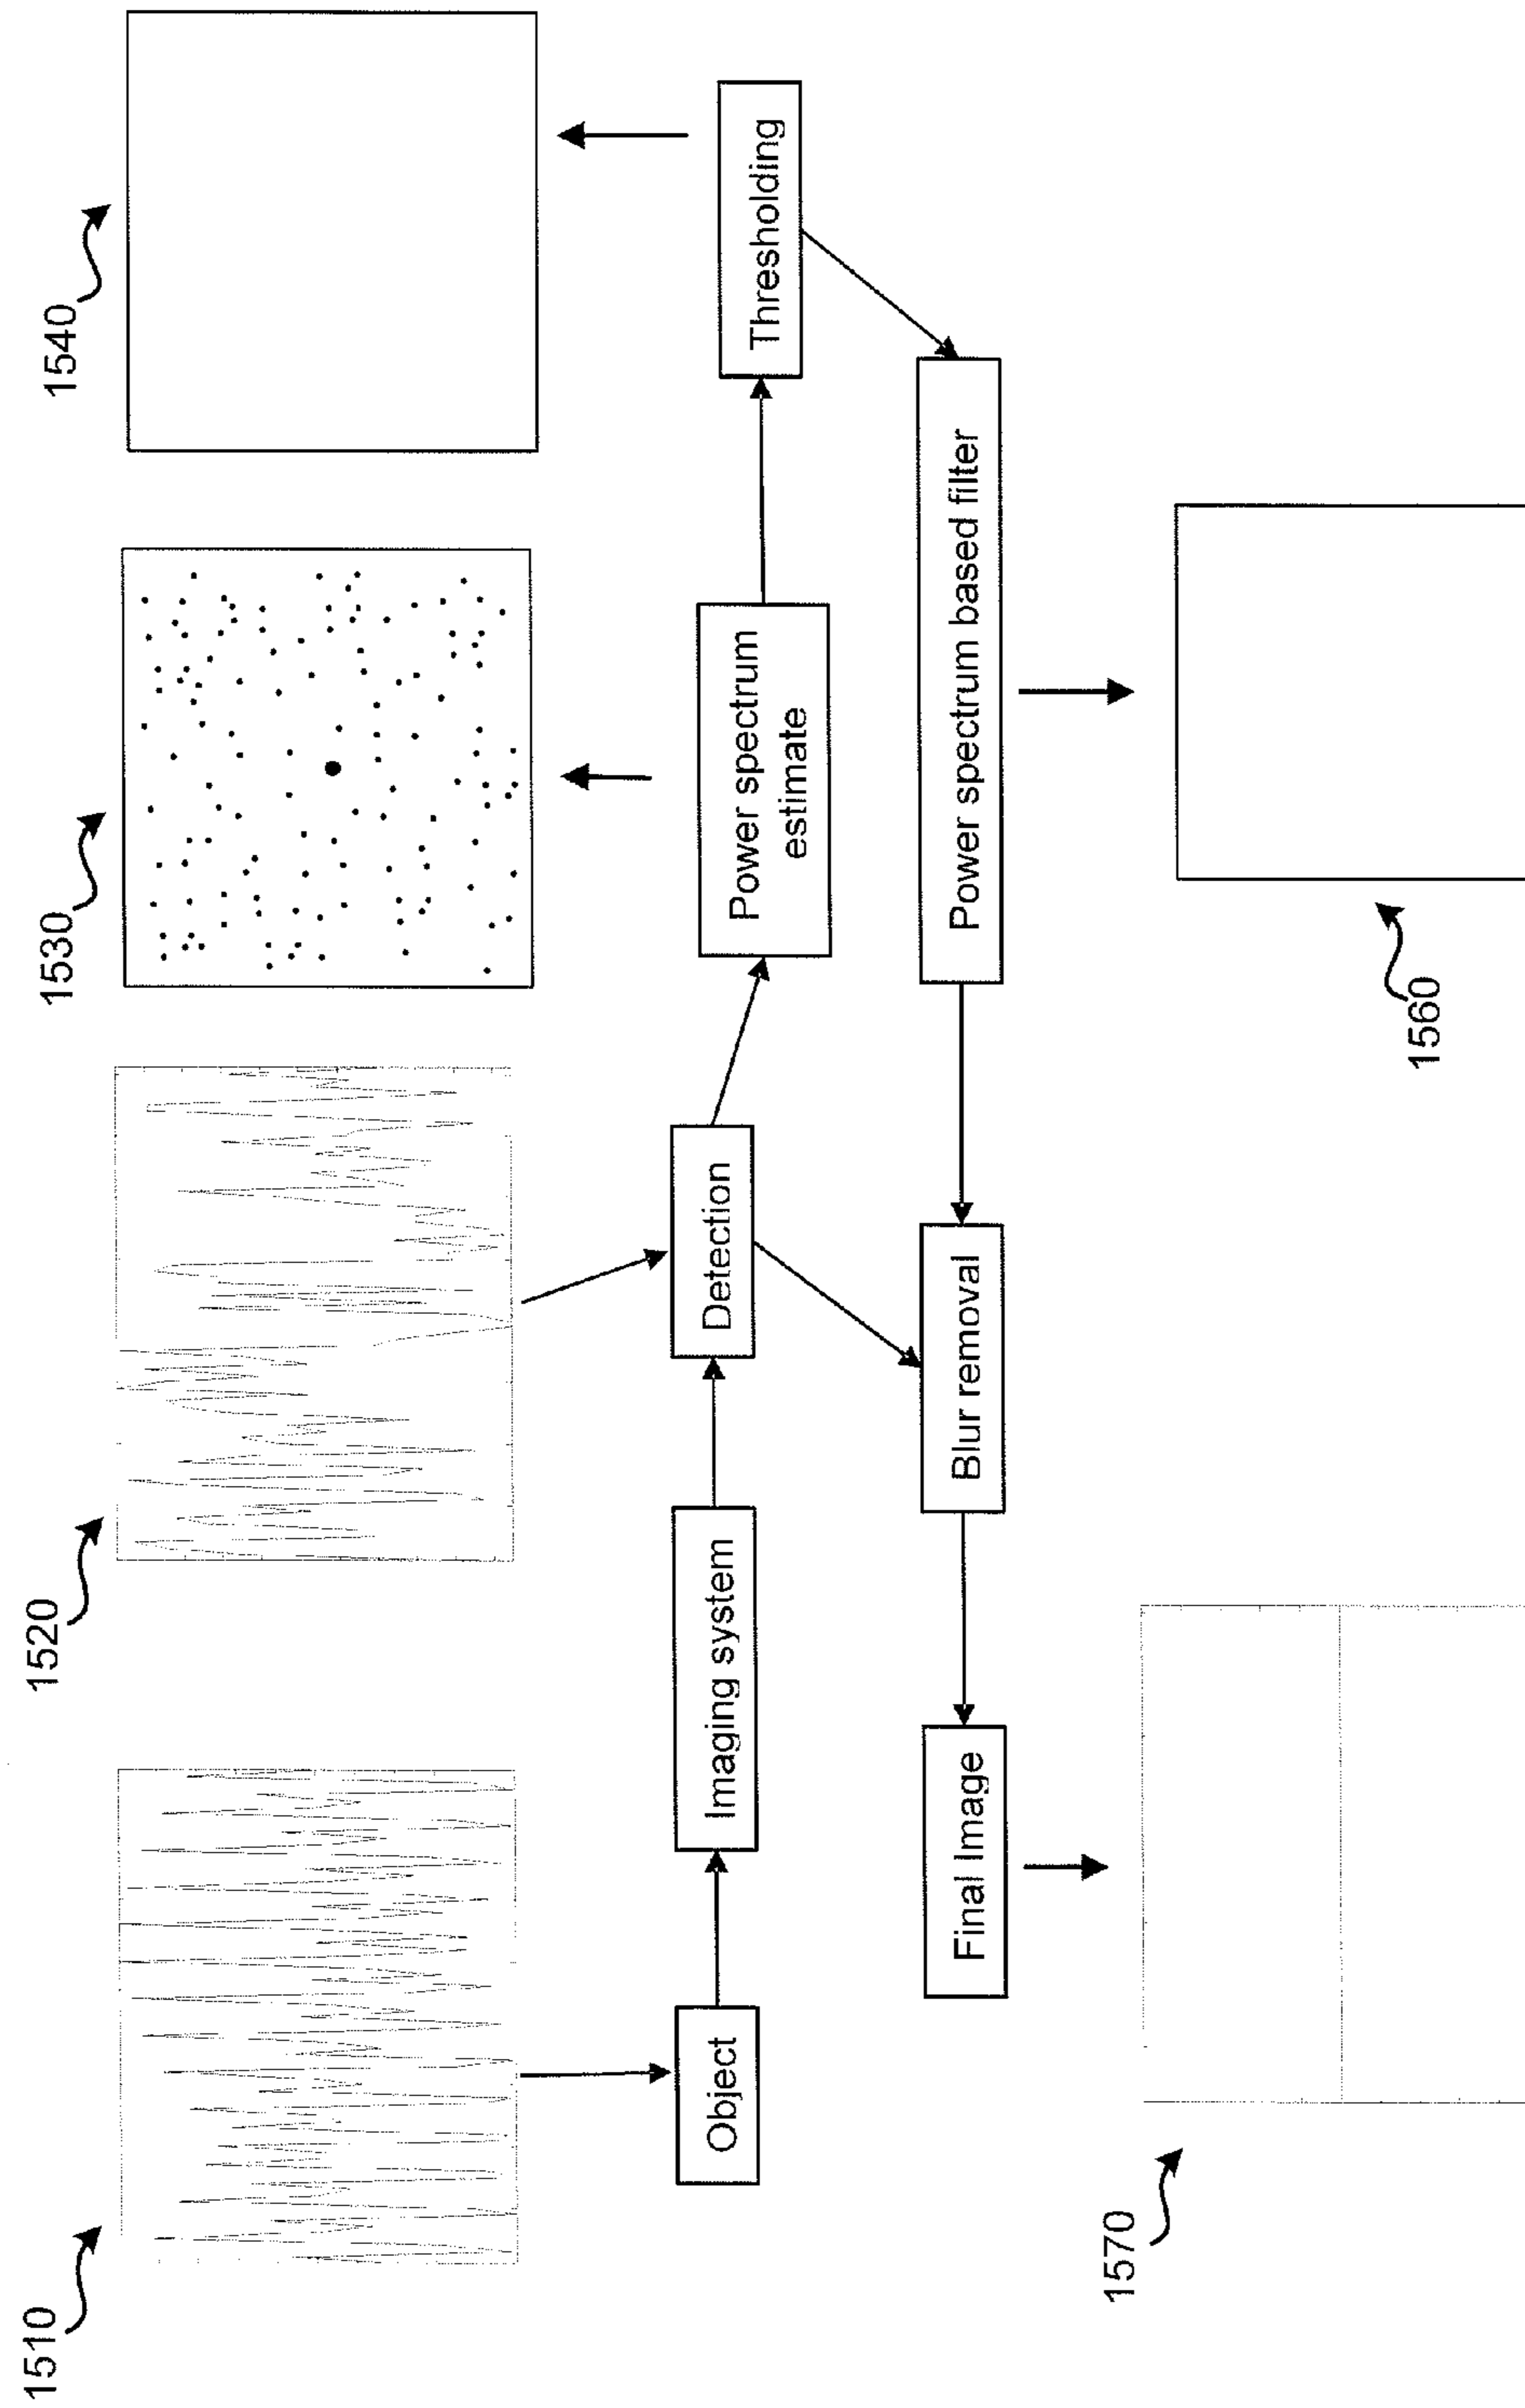 1510
1520
1530
1540
Object
Imaging system
Detection
Power spectrum
estimate
Thresholding
Final Image
Blur removal
Power spectrum based filter
1570
1560